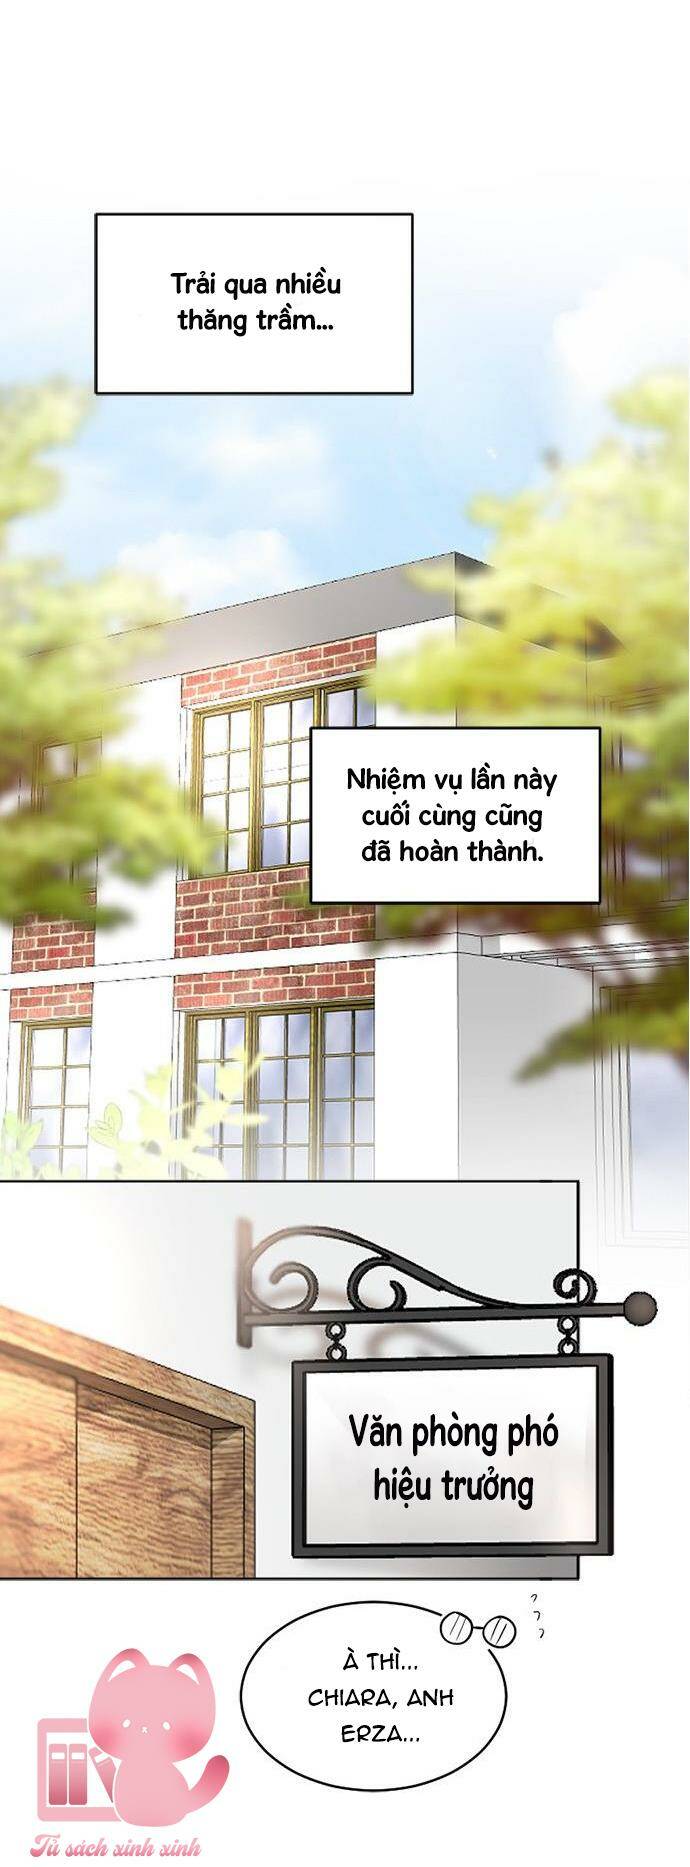 Trải qua nhiều
thăng trầm...
Nhiệm vụ lần này
cuối cùng cũng
đã hoàn thành.
Văn phòng phó
hiệu trưởng
À THÌ...
CHIARA, ANH
ERZA...
Tủ sách xinh xinh